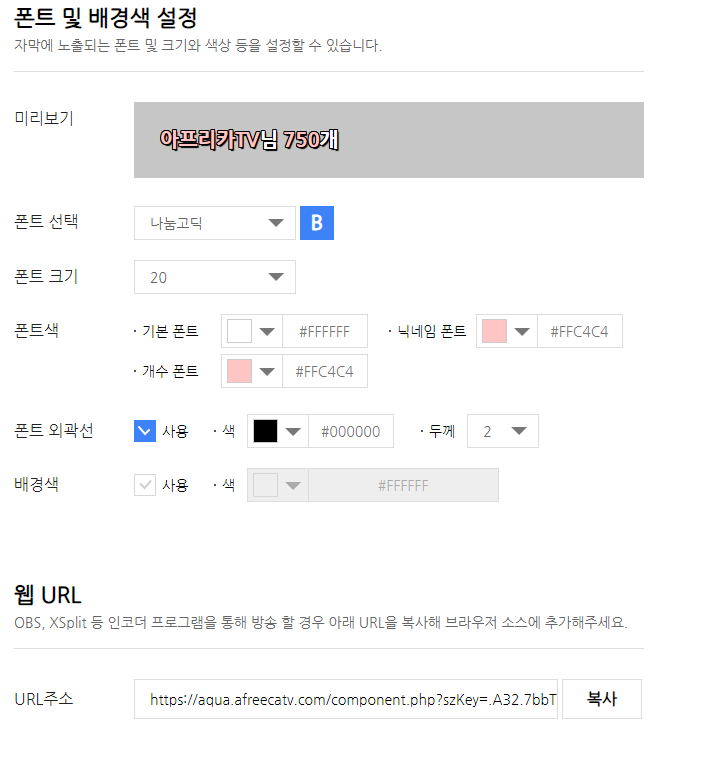 폰트 및 배경색 설정
자막에 노출되는 폰트 및 크기와 색상 등을 설정할 수 있습니다.
미리보기
아프리카TV님 750개
폰트 선택 나눔고딕 B
폰트 크기 20
폰트색 · 기본 폰트 #FFFFFF · 닉네임 폰트 #FFC4C4
· 개수 폰트 #FFC4C4
폰트 외곽선 사용 · 색 #000000 · 두께 2
배경색 사용 · 색 #FFFFFF
웹 URL
OBS, XSplit 등 인코더 프로그램을 통해 방송 할 경우 아래 URL을 복사해 브라우저 소스에 추가해주세요.
URL주소 https://aqua.afreecatv.com/component.php?szKey=.A32.7bbT 복사